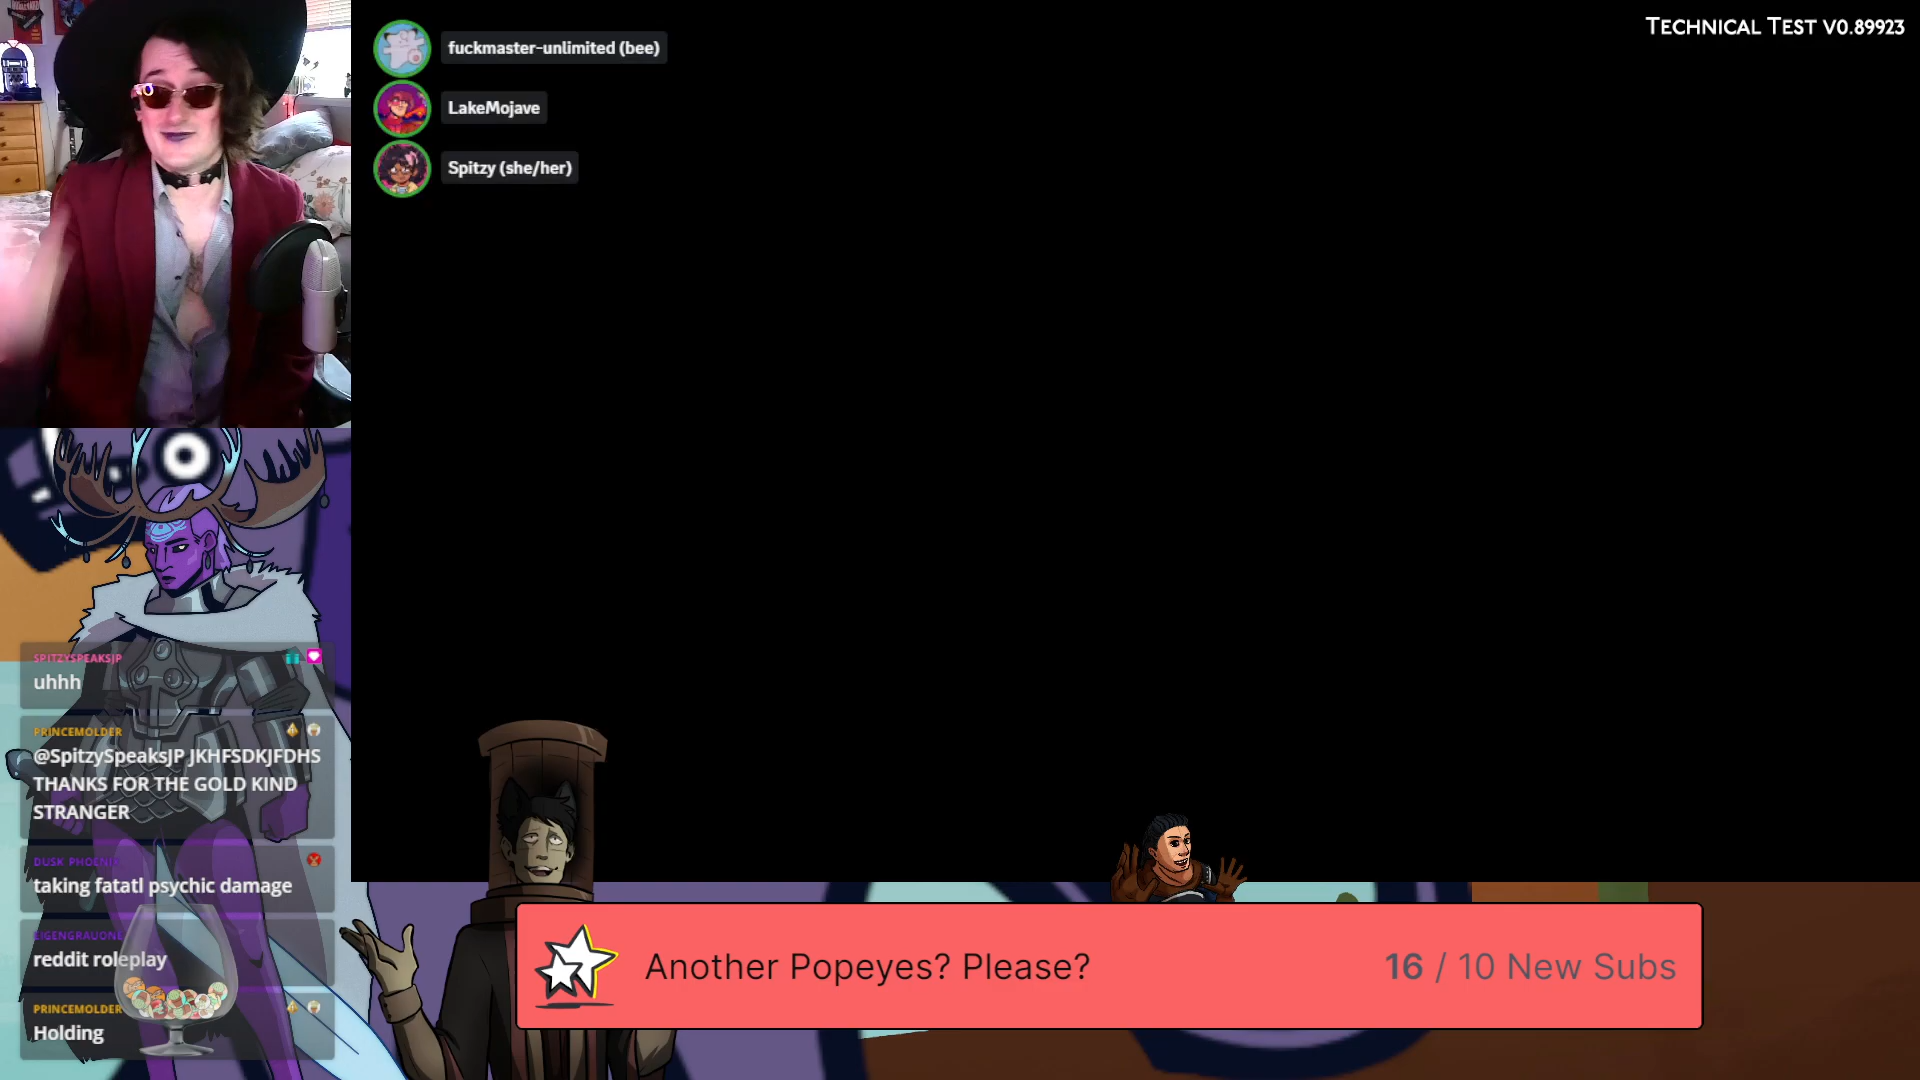 TECHNICAL TEST V0.89923
fuckmaster-unlimited (bee)
LakeMojave
Spitzy (she/her)
SPITZYSPEAKSJP
uhhh
PRINCEMOLDER
@SpitzySpeaksJP JKHFSDKJFDHS
THANKS FOR THE GOLD KIND
STRANGER
DUSK PHOENIX
taking fatatl psychic damage
EIGENGRAUONE
reddit roleplay
PRINCEMOLDER
Holding
Another Popeyes? Please?
16 / 10 New Subs